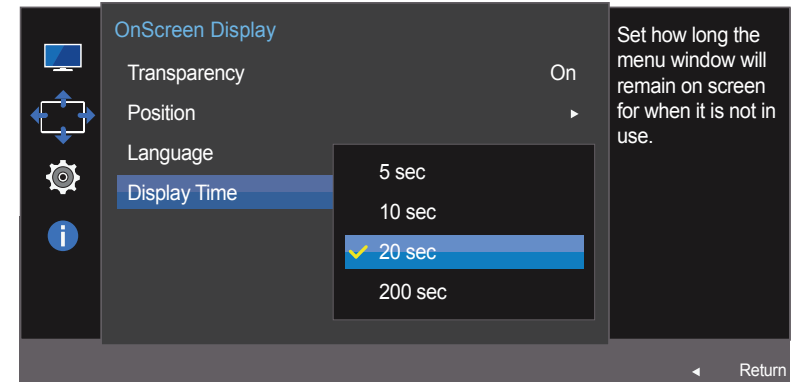 OnScreen Display
Transparency On
Position ▸
Language
Display Time
5 sec
10 sec
20 sec
200 sec
Set how long the
menu window will
remain on screen
for when it is not in
use.
◂ Return